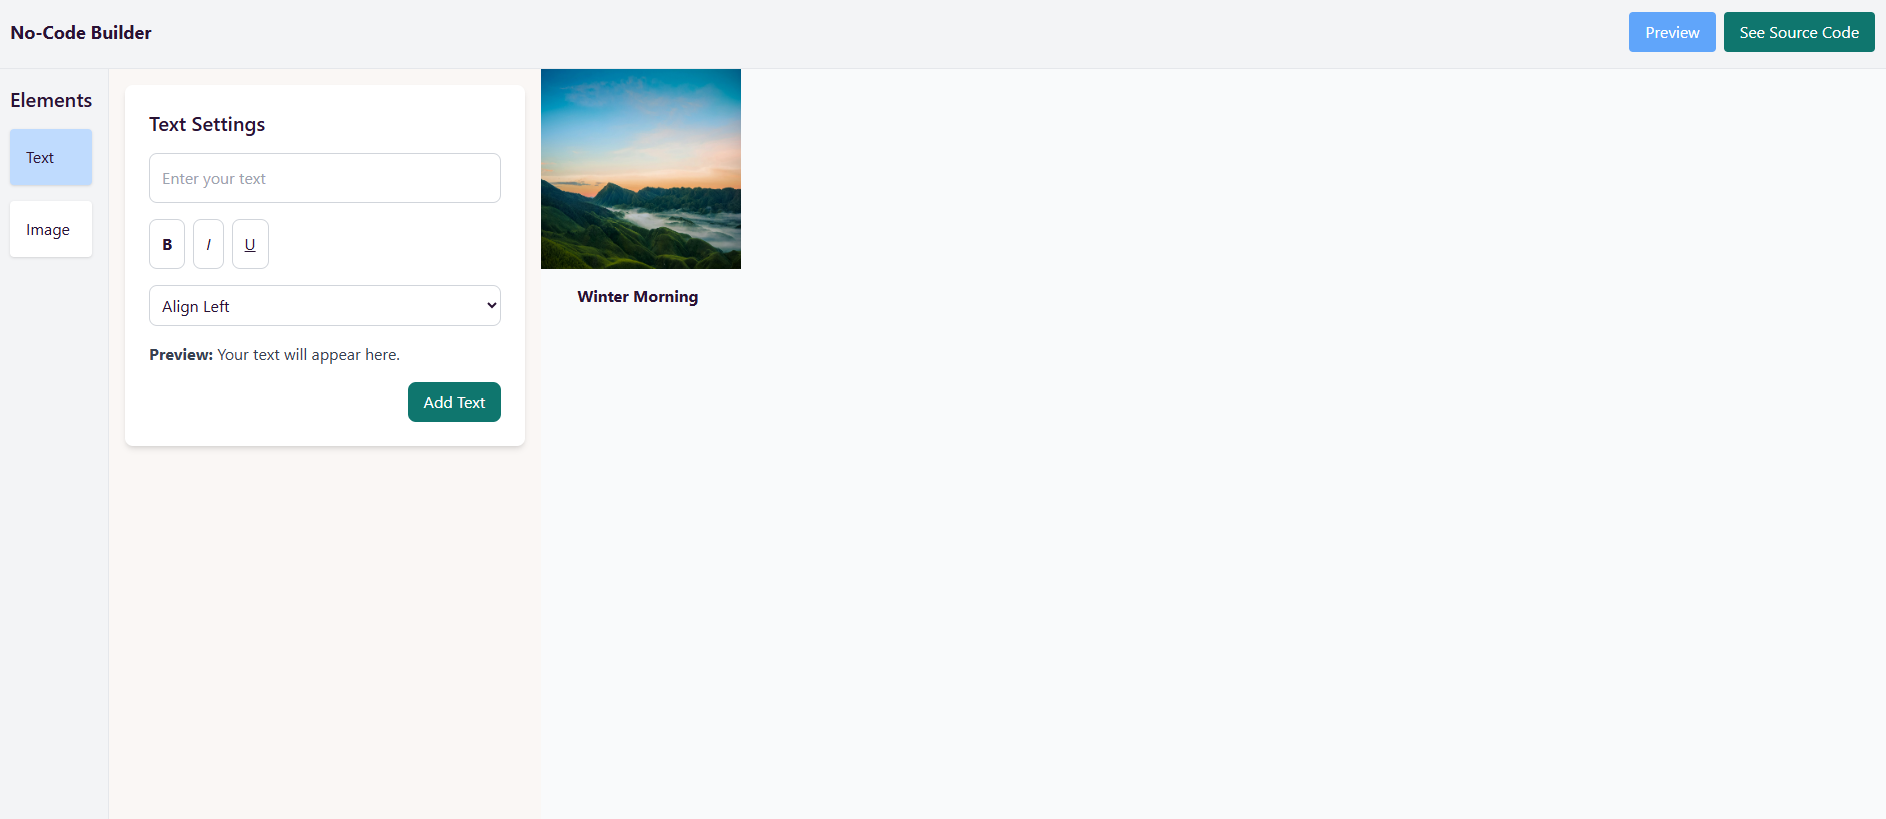 No-Code Builder
Preview
See Source Code
Elements
Text
Image
Text Settings
Enter your text
B
I
U
Align Left
Preview: Your text will appear here.
Add Text
Winter Morning